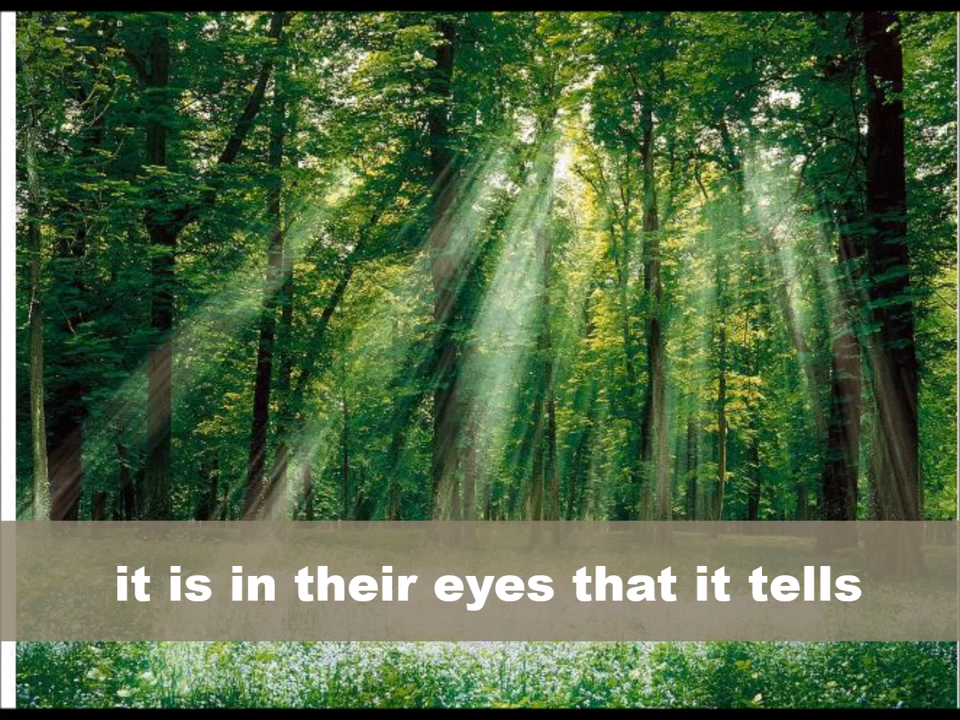 it is in their eyes that it tells